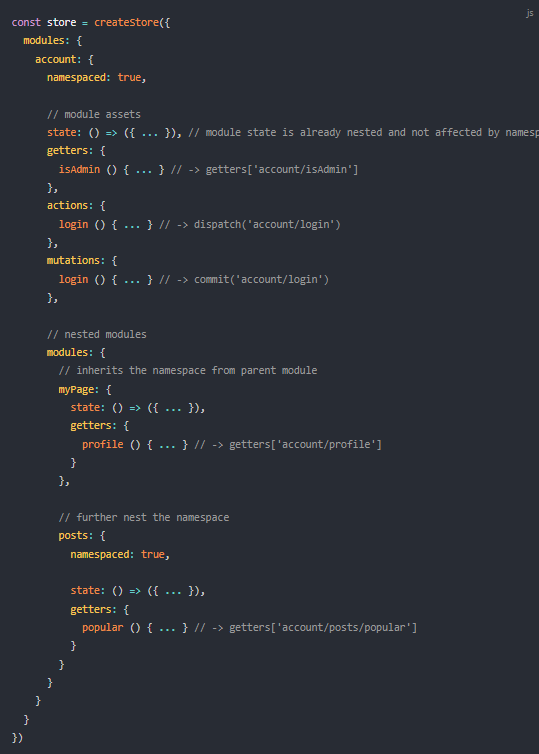 js
const store = createStore({
  modules: {
    account: {
      namespaced: true,

      // module assets
      state: () => ({ ... }), // module state is already nested and not affected by namesp
      getters: {
        isAdmin () { ... } // -> getters['account/isAdmin']
      },
      actions: {
        login () { ... } // -> dispatch('account/login')
      },
      mutations: {
        login () { ... } // -> commit('account/login')
      },

      // nested modules
      modules: {
        // inherits the namespace from parent module
        myPage: {
          state: () => ({ ... }),
          getters: {
            profile () { ... } // -> getters['account/profile']
          }
        },

        // further nest the namespace
        posts: {
          namespaced: true,

          state: () => ({ ... }),
          getters: {
            popular () { ... } // -> getters['account/posts/popular']
          }
        }
      }
    }
  }
})